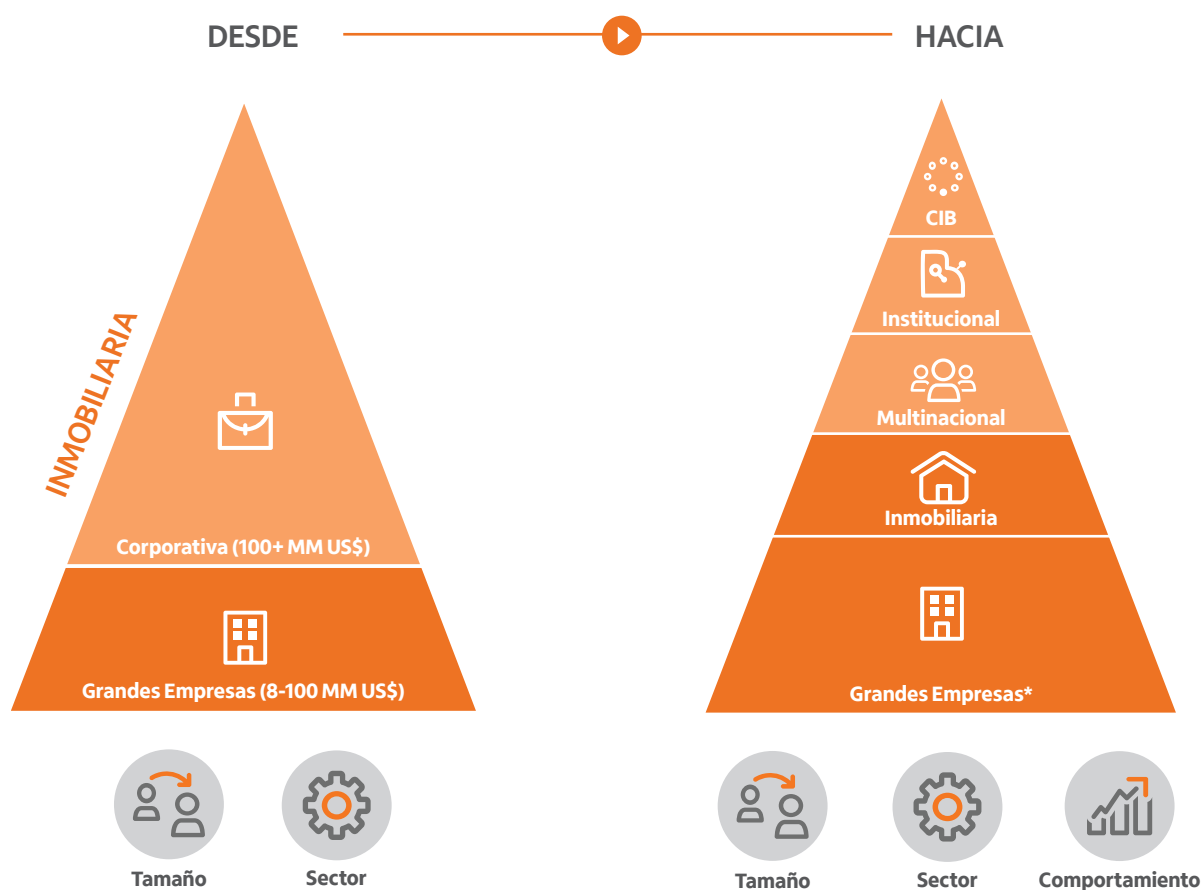 DESDE
HACIA
INMOBILIARIA
Corporativa (100+ MM US$)
Grandes Empresas (8-100 MM US$)
Tamaño
Sector
CIB
Institucional
Multinacional
Inmobiliaria
Grandes Empresas*
Tamaño
Sector
Comportamiento